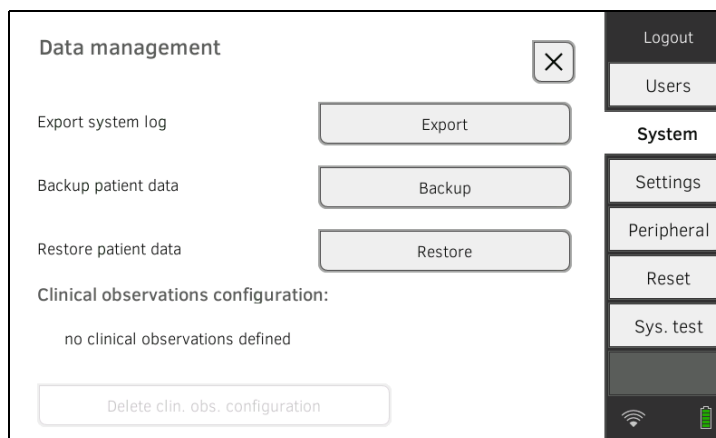 Data management
Export system log
Export
Backup patient data
Backup
Restore patient data
Restore
Clinical observations configuration:
no clinical observations defined
Delete clin. obs. configuration
Logout
Users
System
Settings
Peripheral
Reset
Sys. test